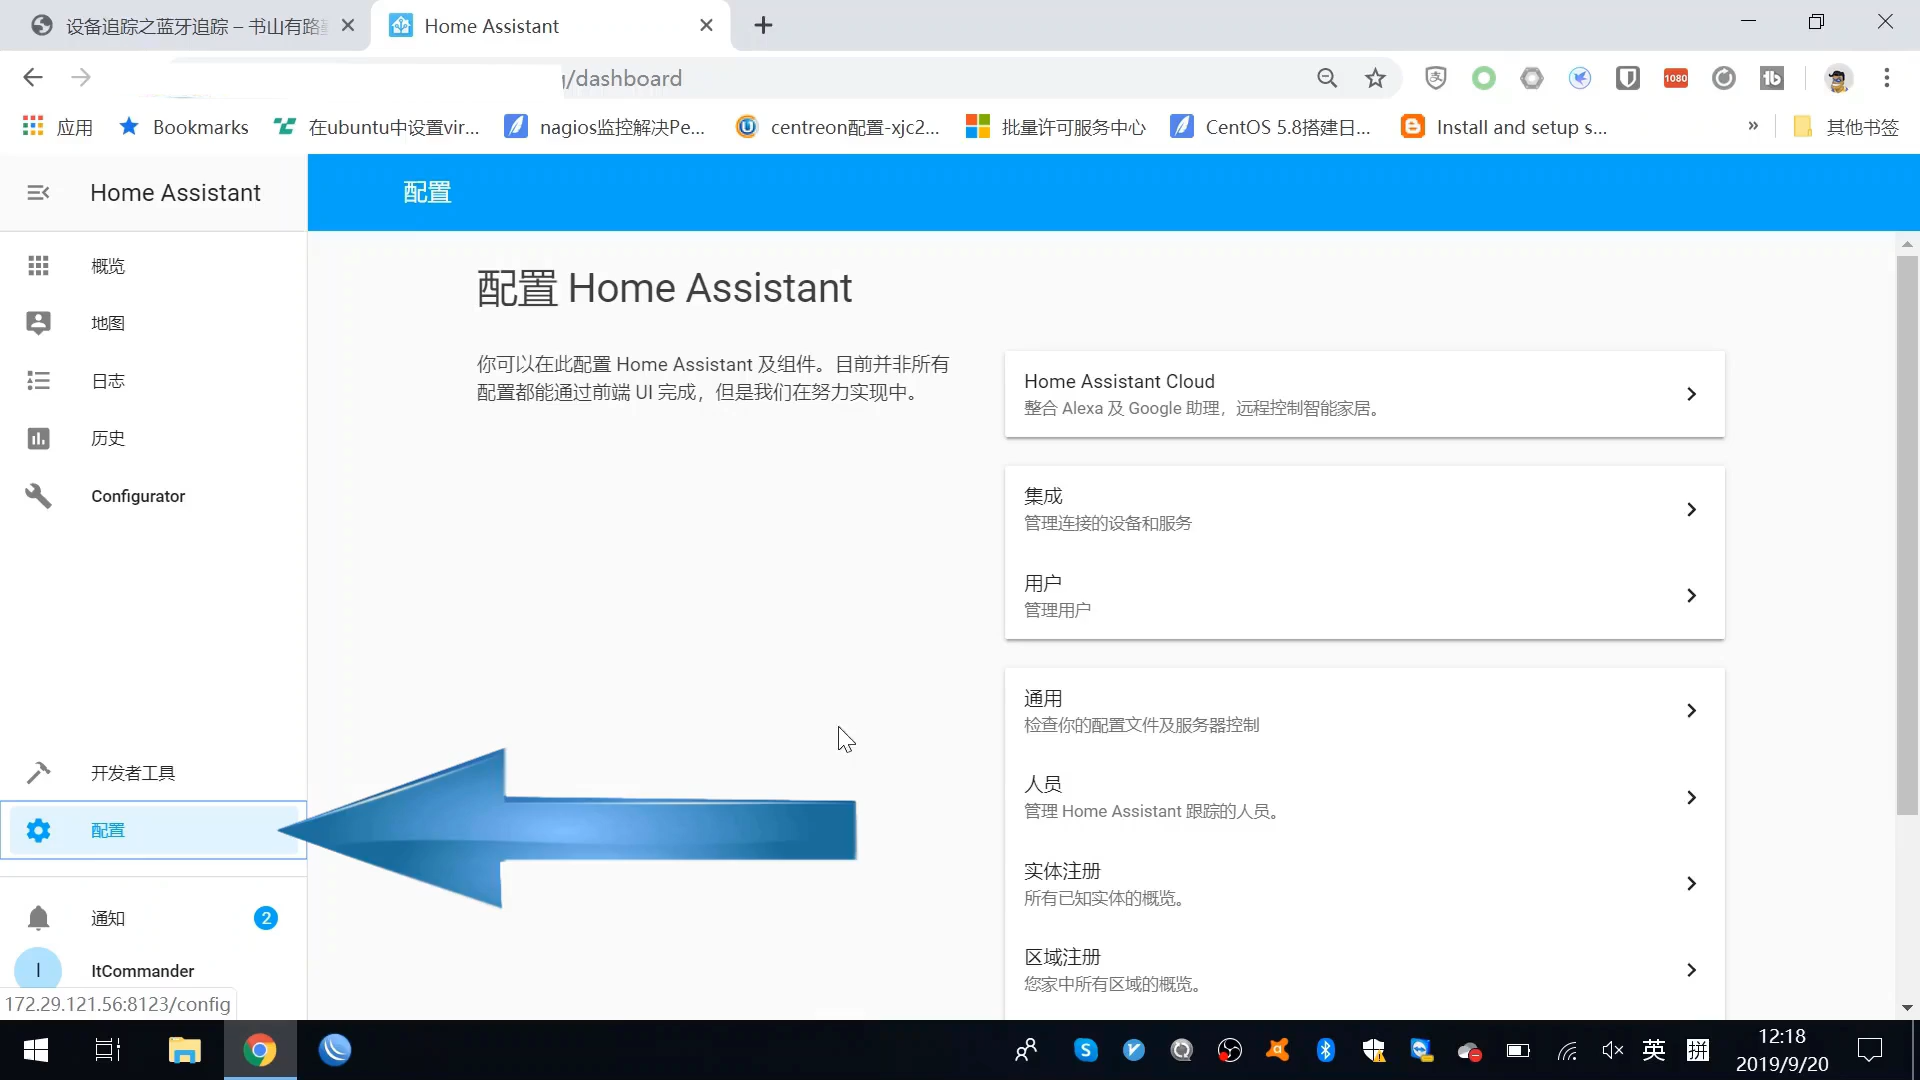 设备追踪之蓝牙追踪 – 书山有路
Home Assistant
/dashboard
1080
应用
Bookmarks
在ubuntu中设置vir...
nagios监控解决Pe...
centreon配置-xjc2...
批量许可服务中心
CentOS 5.8搭建日...
Install and setup s...
»
其他书签
Home Assistant
配置
概览
地图
日志
历史
Configurator
开发者工具
配置
通知
2
I
ItCommander
172.29.121.56:8123/config
配置 Home Assistant
你可以在此配置 Home Assistant 及组件。目前并非所有
配置都能通过前端 UI 完成，但是我们在努力实现中。
Home Assistant Cloud
整合 Alexa 及 Google 助理，远程控制智能家居。
集成
管理连接的设备和服务
用户
管理用户
通用
检查你的配置文件及服务器控制
人员
管理 Home Assistant 跟踪的人员。
实体注册
所有已知实体的概览。
区域注册
您家中所有区域的概览。
英
拼
12:18
2019/9/20